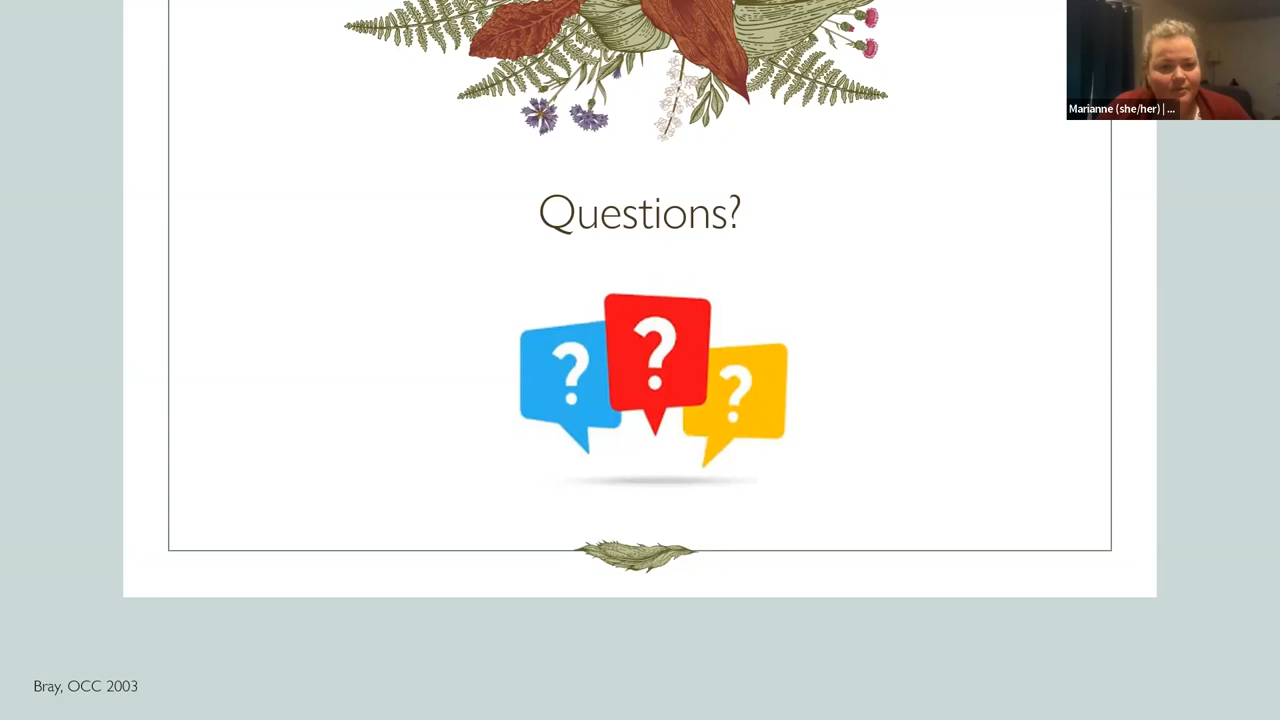 Marianne (she/her) | ...
Questions?
? ? ?
Bray, OCC 2003